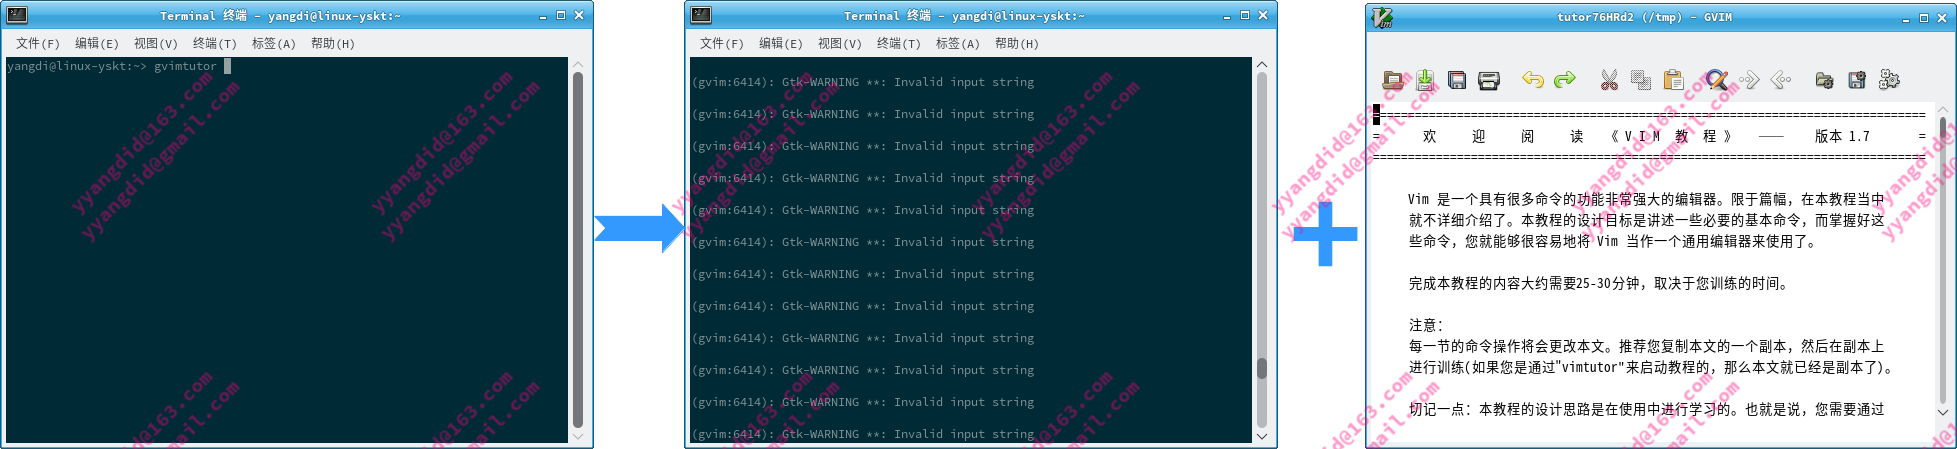 Terminal 终端 - yangdi@linux-yskt:~
文件(F) 编辑(E) 视图(V) 终端(T) 标签(A) 帮助(H)
yangdi@linux-yskt:~> gvimtutor
Terminal 终端 - yangdi@linux-yskt:~
文件(F) 编辑(E) 视图(V) 终端(T) 标签(A) 帮助(H)
(gvim:6414): Gtk-WARNING **: Invalid input string
(gvim:6414): Gtk-WARNING **: Invalid input string
(gvim:6414): Gtk-WARNING **: Invalid input string
(gvim:6414): Gtk-WARNING **: Invalid input string
(gvim:6414): Gtk-WARNING **: Invalid input string
(gvim:6414): Gtk-WARNING **: Invalid input string
(gvim:6414): Gtk-WARNING **: Invalid input string
(gvim:6414): Gtk-WARNING **: Invalid input string
(gvim:6414): Gtk-WARNING **: Invalid input string
(gvim:6414): Gtk-WARNING **: Invalid input string
(gvim:6414): Gtk-WARNING **: Invalid input string
(gvim:6414): Gtk-WARNING **: Invalid input string
tutor76HRd2 (/tmp) - GVIM
= 欢 迎 阅 读 《 V I M 教 程 》 —— 版本 1.7 =
Vim 是一个具有很多命令的功能非常强大的编辑器。限于篇幅，在本教程当中
就不详细介绍了。本教程的设计目标是讲述一些必要的基本命令，而掌握好这
些命令，您就能够很容易地将 Vim 当作一个通用编辑器来使用了。
完成本教程的内容大约需要25-30分钟，取决于您训练的时间。
注意：
每一节的命令操作将会更改本文。推荐您复制本文的一个副本，然后在副本上
进行训练(如果您是通过"vimtutor"来启动教程的，那么本文就已经是副本了)。
切记一点：本教程的设计思路是在使用中进行学习的。也就是说，您需要通过
yyangdid@163.com
yyangdid@gmail.com